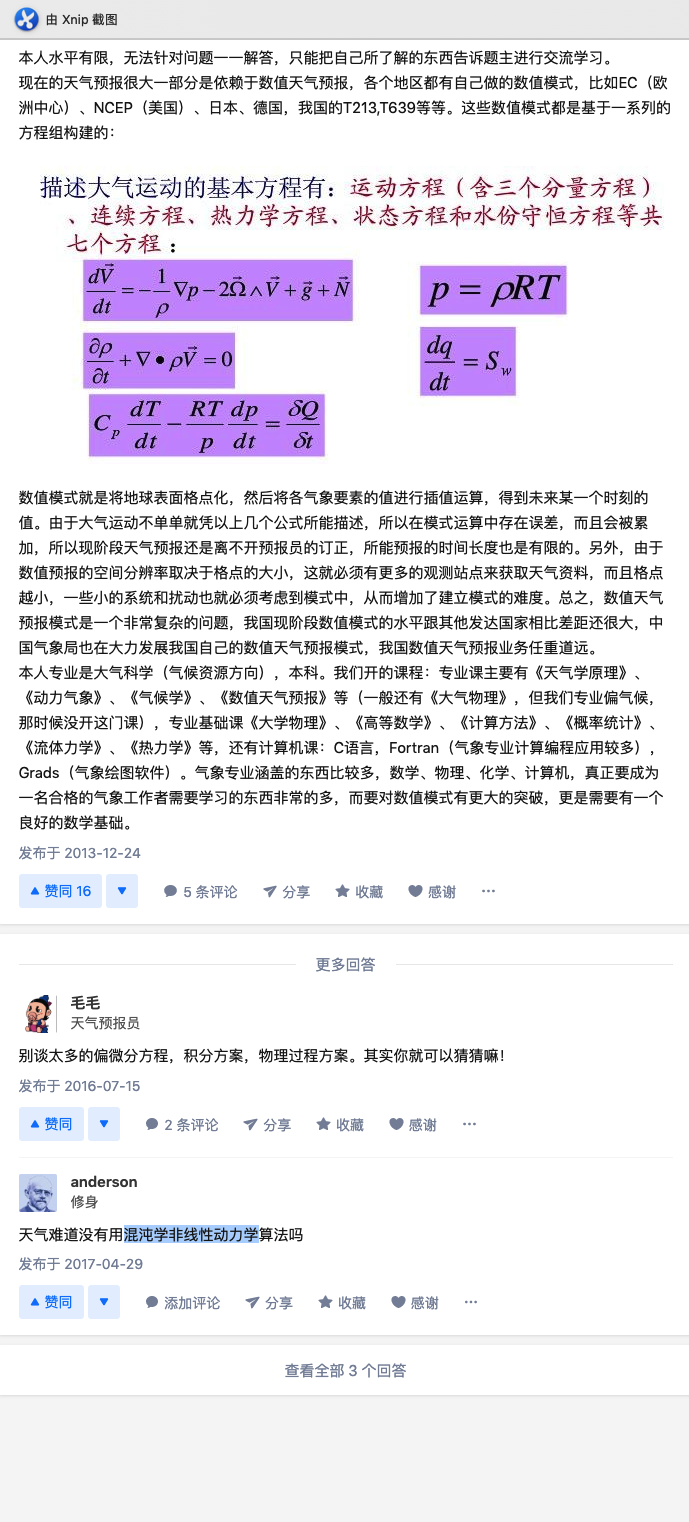 由 Xnip 截图
本人水平有限，无法针对问题一一解答，只能把自己所了解的东西告诉题主进行交流学习。
现在的天气预报很大一部分是依赖于数值天气预报，各个地区都有自己做的数值模式，比如EC（欧
洲中心）、NCEP（美国）、日本、德国，我国的T213,T639等等。这些数值模式都是基于一系列的
方程组构建的：
描述大气运动的基本方程有：运动方程（含三个分量方程）
、连续方程、热力学方程、状态方程和水份守恒方程等共
七个方程：
dV⃗/dt = -1/ρ ∇p - 2Ω⃗ ∧ V⃗ + g⃗ + N⃗
p = ρRT
∂ρ/∂t + ∇ • ρV⃗ = 0
dq/dt = S_w
C_p dT/dt - RT/p dp/dt = δQ/δt
数值模式就是将地球表面格点化，然后将各气象要素的值进行插值运算，得到未来某一个时刻的
值。由于大气运动不单单就凭以上几个公式所能描述，所以在模式运算中存在误差，而且会被累
加，所以现阶段天气预报还是离不开预报员的订正，所能预报的时间长度也是有限的。另外，由于
数值预报的空间分辨率取决于格点的大小，这就必须有更多的观测站点来获取天气资料，而且格点
越小，一些小的系统和扰动也就必须考虑到模式中，从而增加了建立模式的难度。总之，数值天气
预报模式是一个非常复杂的问题，我国现阶段数值模式的水平跟其他发达国家相比差距还很大，中
国气象局也在大力发展我国自己的数值天气预报模式，我国数值天气预报业务任重道远。
本人专业是大气科学（气候资源方向），本科。我们开的课程：专业课主要有《天气学原理》、
《动力气象》、《气候学》、《数值天气预报》等（一般还有《大气物理》，但我们专业偏气候，
那时候没开这门课），专业基础课《大学物理》、《高等数学》、《计算方法》、《概率统计》、
《流体力学》、《热力学》等，还有计算机课：C语言，Fortran（气象专业计算编程应用较多），
Grads（气象绘图软件）。气象专业涵盖的东西比较多，数学、物理、化学、计算机，真正要成为
一名合格的气象工作者需要学习的东西非常的多，而要对数值模式有更大的突破，更是需要有一个
良好的数学基础。
发布于 2013-12-24
赞同 16 5 条评论 分享 收藏 感谢 ···
更多回答
毛毛
天气预报员
别谈太多的偏微分方程，积分方案，物理过程方案。其实你就可以猜猜嘛！
发布于 2016-07-15
赞同 2 条评论 分享 收藏 感谢 ···
anderson
修身
天气难道没有用混沌学非线性动力学算法吗
发布于 2017-04-29
赞同 添加评论 分享 收藏 感谢 ···
查看全部 3 个回答